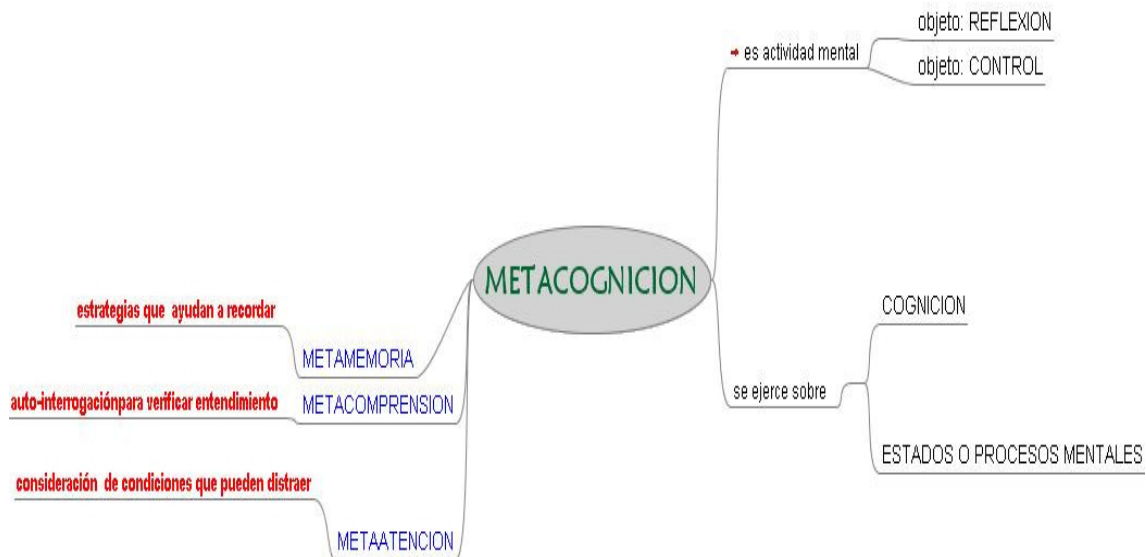 objeto: REFLEXION
es actividad mental
objeto: CONTROL
METACOGNICION
estrategias que ayudan a recordar
METAMEMORIA
auto-interrogaciónpara verificar entendimiento
METACOMPRENSION
consideración de condiciones que pueden distraer
METAATENCION
COGNICION
se ejerce sobre
ESTADOS O PROCESOS MENTALES